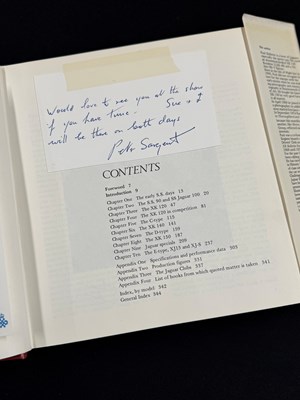 Would love to see you at the show
if you have time. Sue & I
will be there on both days
Peter Sargent
CONTENTS
Foreword 7
Introduction 9
Chapter One The early S.S. days 13
Chapter Two The S.S. 90 and SS Jaguar 100 20
Chapter Three The XK 120 47
Chapter Four The XK 120 in competition 81
Chapter Five The C-type 115
Chapter Six The XK 140 141
Chapter Seven The D-type 159
Chapter Eight The XK 150 187
Chapter Nine Jaguar specials 209
Chapter Ten The E-type, XJ13 and XJ-S 237
Appendix One Specifications and performance data 303
Appendix Two Production figures 331
Appendix Three The Jaguar Clubs 339
Appendix Four List of books from which quoted matter is taken 341
Index, by model 342
General Index 344